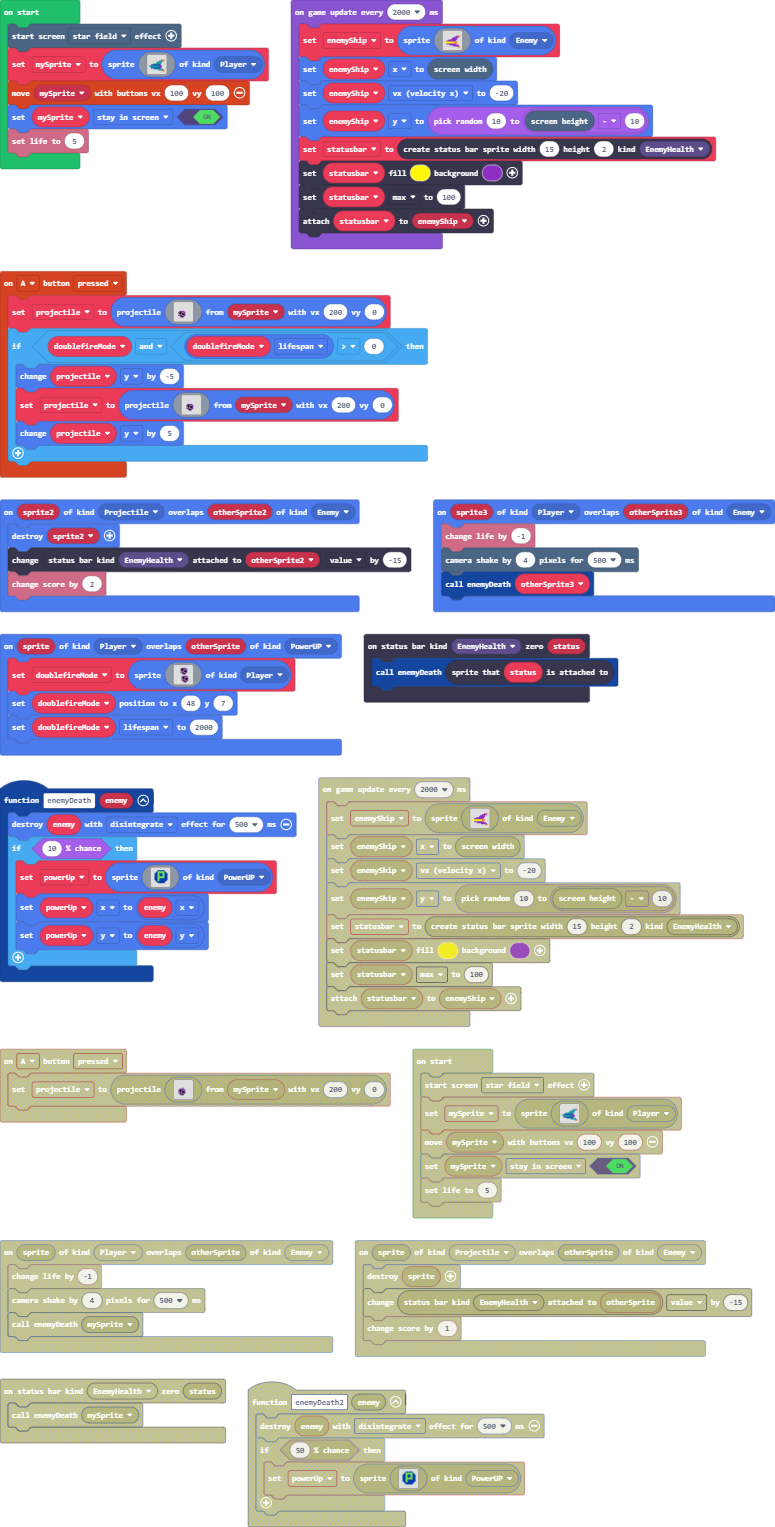 on start
start screen star field effect
set mySprite to sprite of kind Player
move mySprite with buttons vx 100 vy 100
set mySprite stay in screen ON
set life to 5
on game update every 2000 ms
set enemyShip to sprite of kind Enemy
set enemyShip x to screen width
set enemyShip vx (velocity x) to -20
set enemyShip y to pick random 10 to screen height - 10
set statusbar to create status bar sprite width 15 height 2 kind EnemyHealth
set statusbar fill background
set statusbar max to 100
attach statusbar to enemyShip
on A button pressed
set projectile to projectile from mySprite with vx 200 vy 0
if doublefireMode and doublefireMode lifespan > 0 then
change projectile y by -5
set projectile to projectile from mySprite with vx 200 vy 0
change projectile y by 5
on sprite2 of kind Projectile overlaps otherSprite2 of kind Enemy
destroy sprite2
change status bar kind EnemyHealth attached to otherSprite2 value by -15
change score by 2
on sprite3 of kind Player overlaps otherSprite3 of kind Enemy
change life by -1
camera shake by 4 pixels for 500 ms
call enemyDeath otherSprite3
on sprite of kind Player overlaps otherSprite of kind PowerUP
set doublefireMode to sprite of kind Player
set doublefireMode position to x 48 y 7
set doublefireMode lifespan to 2000
on status bar kind EnemyHealth zero status
call enemyDeath sprite that status is attached to
function enemyDeath enemy
destroy enemy with disintegrate effect for 500 ms
if 10 % chance then
set powerUp to sprite of kind PowerUP
set powerUp x to enemy x
set powerUp y to enemy y
on game update every 2000 ms
set enemyShip to sprite of kind Enemy
set enemyShip x to screen width
set enemyShip vx (velocity x) to -20
set enemyShip y to pick random 10 to screen height - 10
set statusbar to create status bar sprite width 15 height 2 kind EnemyHealth
set statusbar fill background
set statusbar max to 100
attach statusbar to enemyShip
on A button pressed
set projectile to projectile from mySprite with vx 200 vy 0
on start
start screen star field effect
set mySprite to sprite of kind Player
move mySprite with buttons vx 100 vy 100
set mySprite stay in screen ON
set life to 5
on sprite of kind Player overlaps otherSprite of kind Enemy
change life by -1
camera shake by 4 pixels for 500 ms
call enemyDeath mySprite
on sprite of kind Projectile overlaps otherSprite of kind Enemy
destroy sprite
change status bar kind EnemyHealth attached to otherSprite value by -15
change score by 1
on status bar kind EnemyHealth zero status
call enemyDeath mySprite
function enemyDeath2 enemy
destroy enemy with disintegrate effect for 500 ms
if 50 % chance then
set powerUp to sprite of kind PowerUP